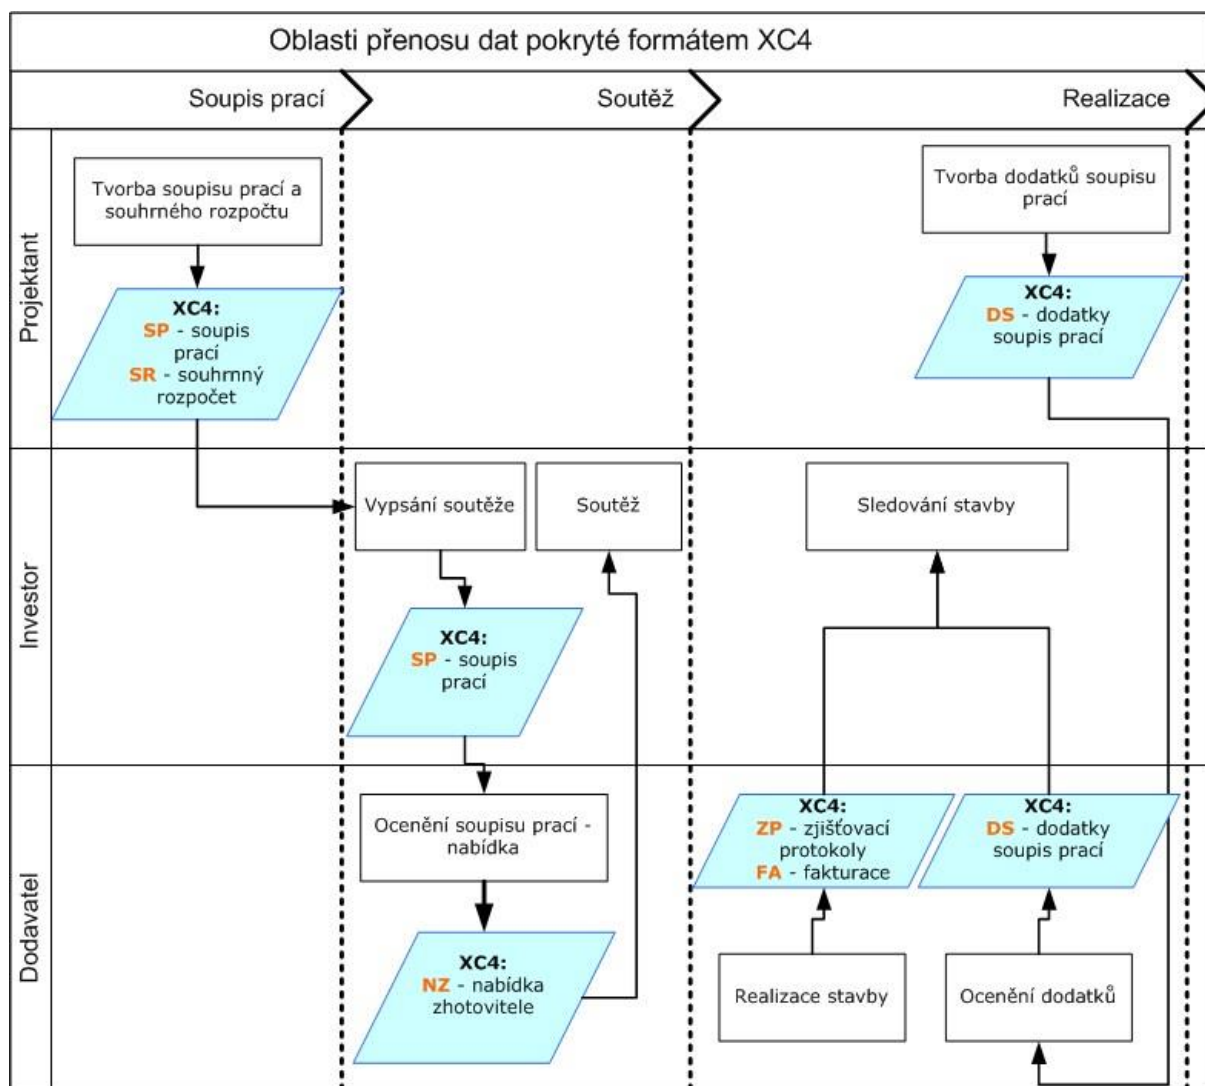 Oblasti přenosu dat pokryté formátem XC4
Soupis prací
Soutěž
Realizace
Projektant
Tvorba soupisu prací a
souhrného rozpočtu
XC4:
SP - soupis
prací
SR - souhrnný
rozpočet
Tvorba dodatků soupisu
prací
XC4:
DS - dodatky
soupis prací
Investor
Vypsání soutěže
Soutěž
Sledování stavby
XC4:
SP - soupis
prací
Dodavatel
Ocenění soupisu prací -
nabídka
XC4:
NZ - nabídka
zhotovitele
XC4:
ZP - zjišťovací
protokoly
FA - fakturace
XC4:
DS - dodatky
soupis prací
Realizace stavby
Ocenění dodatků